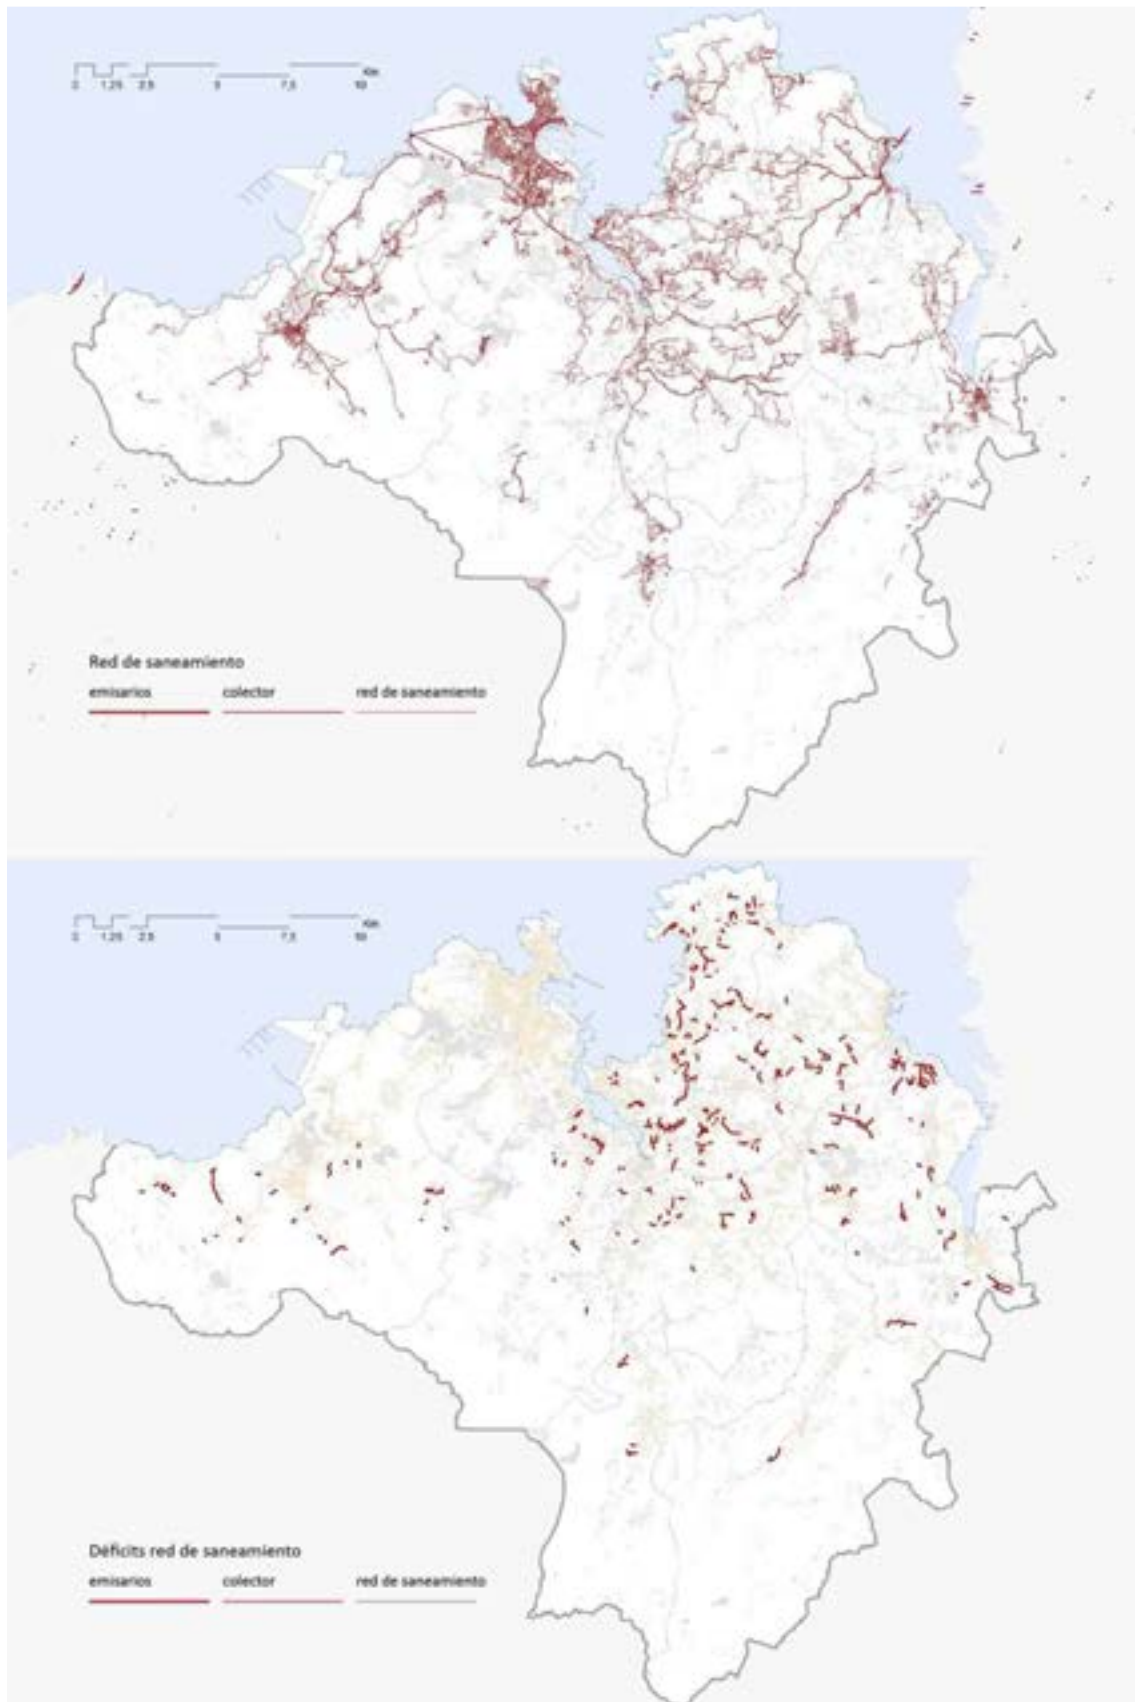 Km
0 1,25 2,5 5 7,5 10
Red de saneamiento
emisarios colector red de saneamiento
Km
0 1,25 2,5 5 7,5 10
Déficits red de saneamiento
emisarios colector red de saneamiento